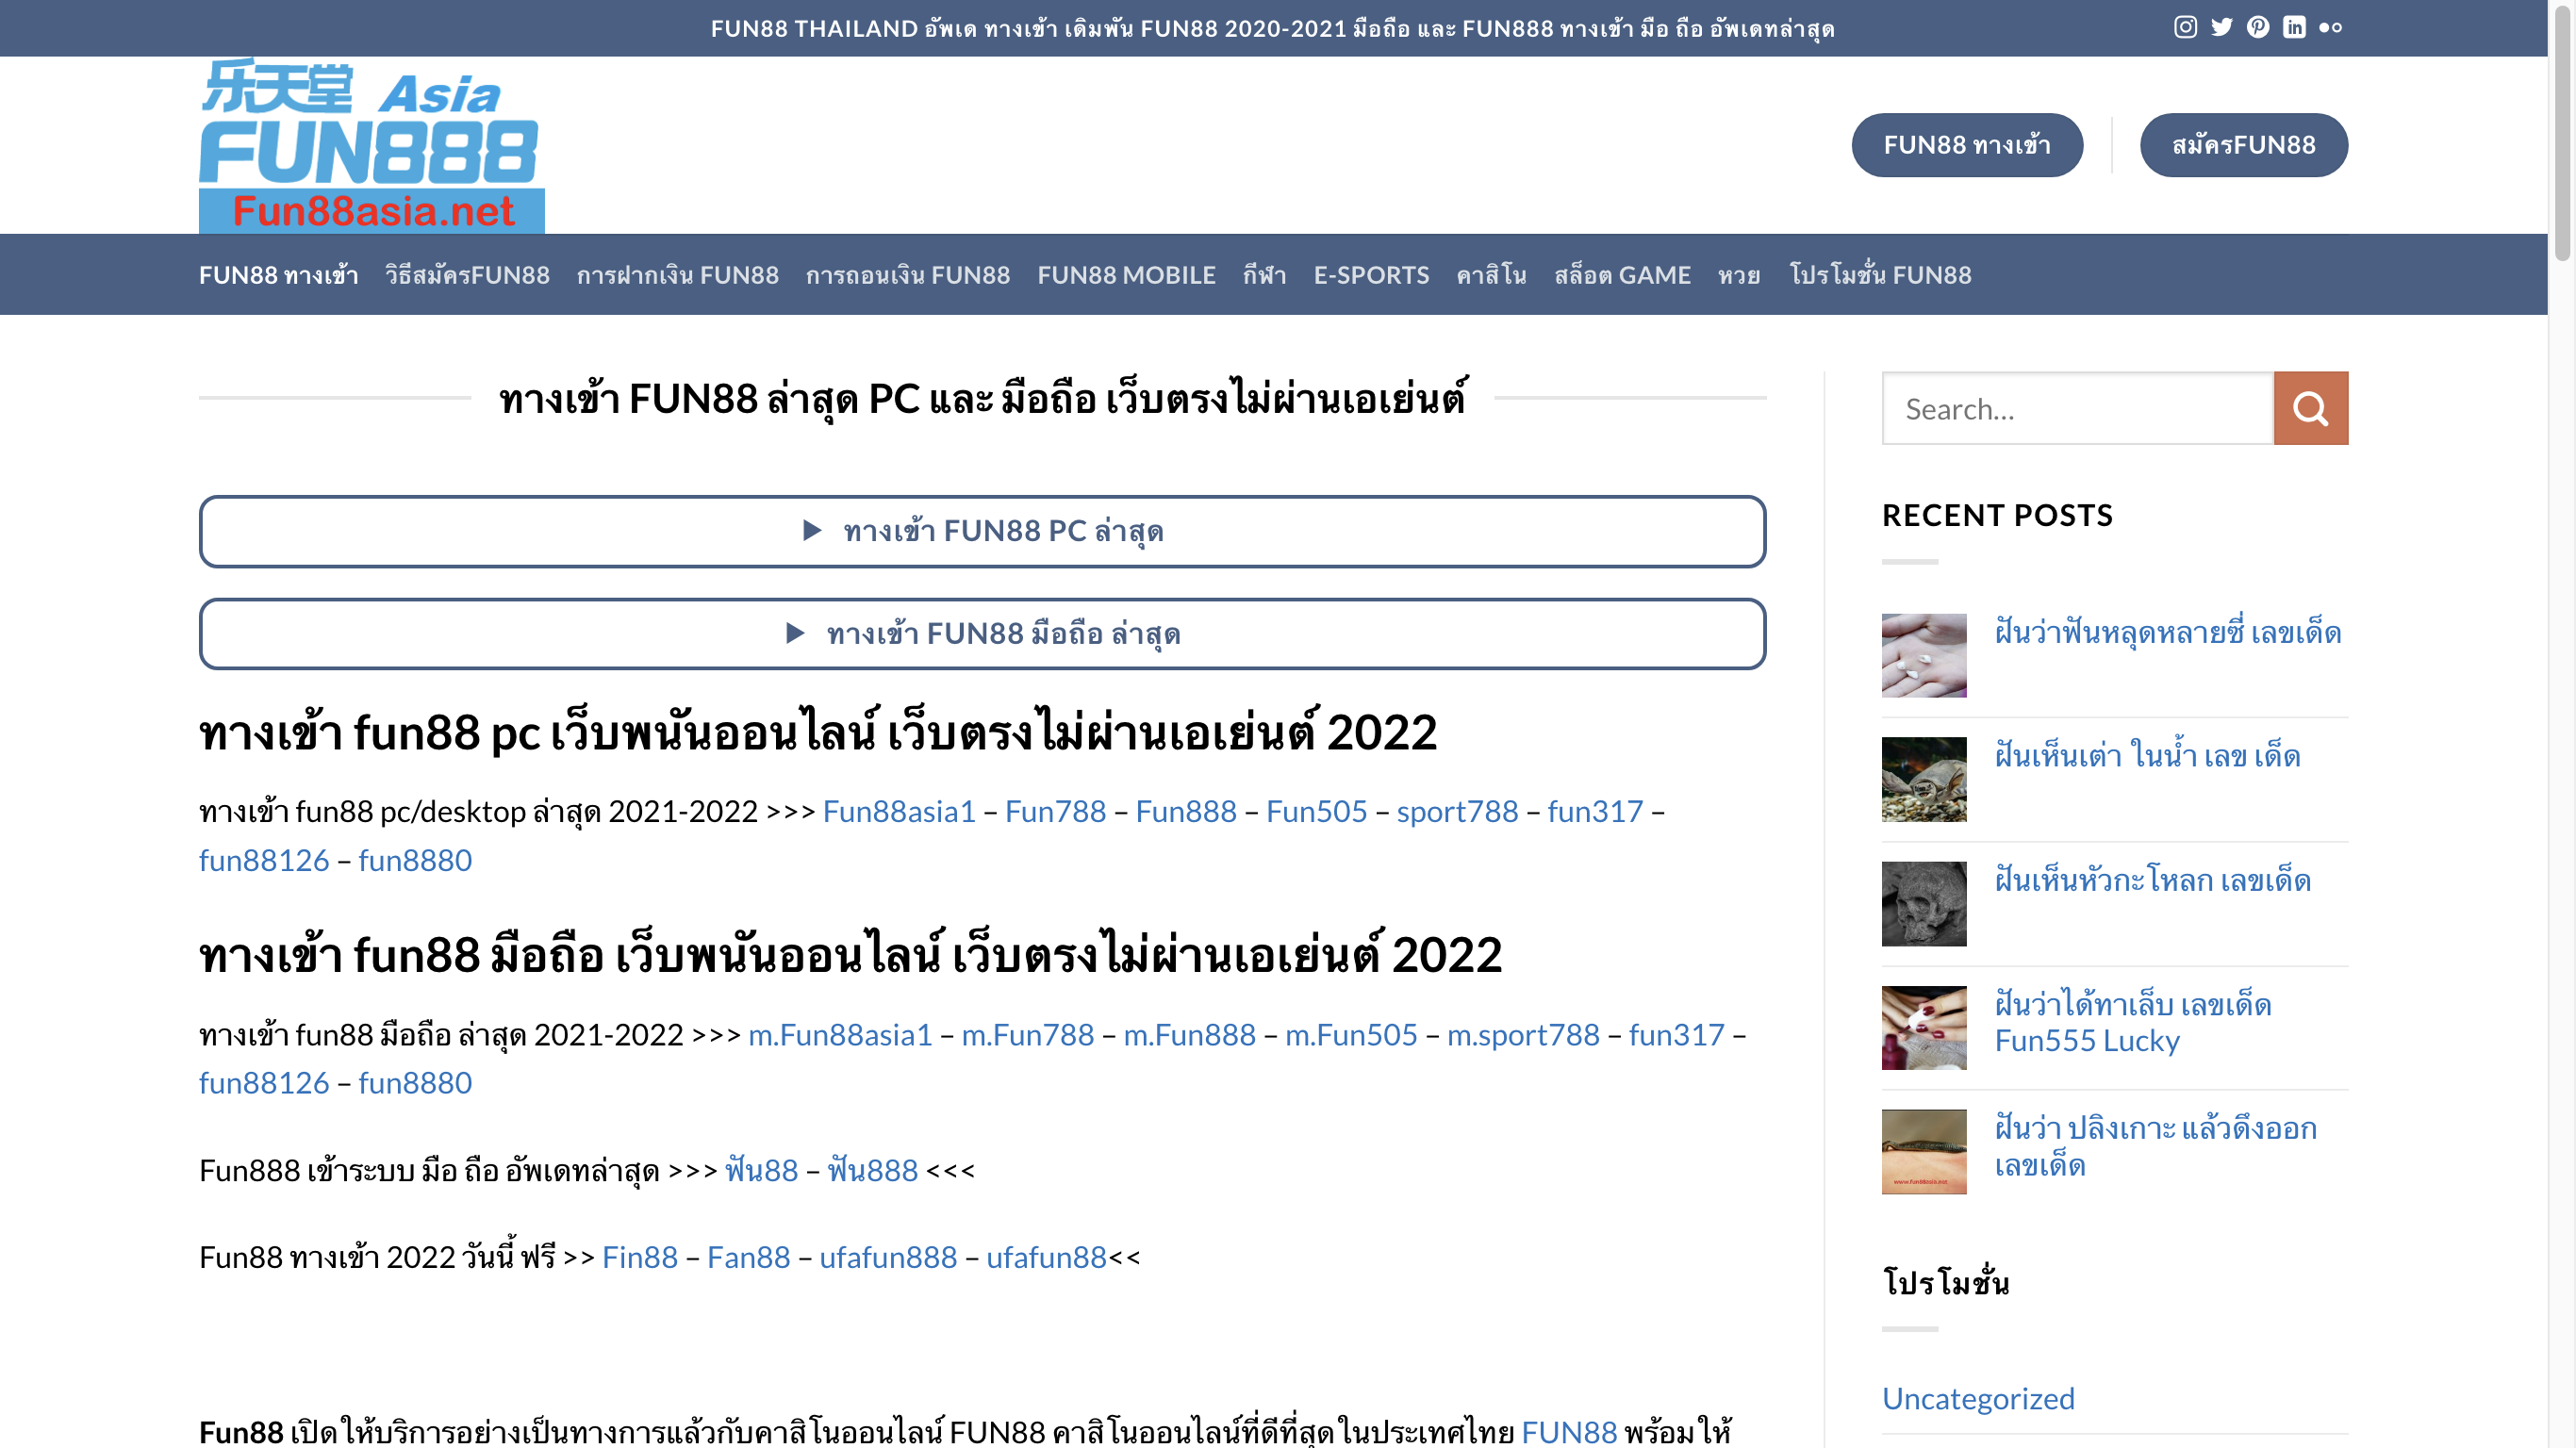 FUN88 THAILAND อัพเด ทางเข้า เดิมพัน FUN88 2020-2021 มือถือ และ FUN888 ทางเข้า มือ ถือ อัพเดทล่าสุด
乐天堂 Asia
FUN888
Fun88asia.net
FUN88 ทางเข้า
สมัครFUN88
FUN88 ทางเข้า วิธีสมัครFUN88 การฝากเงิน FUN88 การถอนเงิน FUN88 FUN88 MOBILE กีฬา E-SPORTS คาสิโน สล็อต GAME หวย โปรโมชั่น FUN88
ทางเข้า FUN88 ล่าสุด PC และ มือถือ เว็บตรงไม่ผ่านเอเย่นต์
ทางเข้า FUN88 PC ล่าสุด
ทางเข้า FUN88 มือถือ ล่าสุด
ทางเข้า fun88 pc เว็บพนันออนไลน์ เว็บตรงไม่ผ่านเอเย่นต์ 2022
ทางเข้า fun88 pc/desktop ล่าสุด 2021-2022 >>> Fun88asia1 – Fun788 – Fun888 – Fun505 – sport788 – fun317 –
fun88126 – fun8880
ทางเข้า fun88 มือถือ เว็บพนันออนไลน์ เว็บตรงไม่ผ่านเอเย่นต์ 2022
ทางเข้า fun88 มือถือ ล่าสุด 2021-2022 >>> m.Fun88asia1 – m.Fun788 – m.Fun888 – m.Fun505 – m.sport788 – fun317 –
fun88126 – fun8880
Fun888 เข้าระบบ มือ ถือ อัพเดทล่าสุด >>> ฟัน88 – ฟัน888 <<<
Fun88 ทางเข้า 2022 วันนี้ ฟรี >> Fin88 – Fan88 – ufafun888 – ufafun88<<
Fun88 เปิดให้บริการอย่างเป็นทางการแล้วกับคาสิโนออนไลน์ FUN88 คาสิโนออนไลน์ที่ดีที่สุดในประเทศไทย FUN88 พร้อมให้
Search...
RECENT POSTS
ฝันว่าฟันหลุดหลายซี่ เลขเด็ด
ฝันเห็นเต่า ในน้ำ เลข เด็ด
ฝันเห็นหัวกะโหลก เลขเด็ด
ฝันว่าได้ทาเล็บ เลขเด็ด
Fun555 Lucky
ฝันว่า ปลิงเกาะ แล้วดึงออก
เลขเด็ด
www.fun88asia.net
โปรโมชั่น
Uncategorized